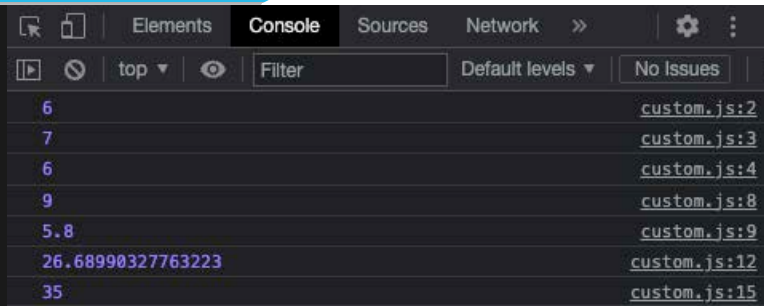 Elements Console Sources Network »
top ▼ Filter Default levels ▼ No Issues
6 custom.js:2
7 custom.js:3
6 custom.js:4
9 custom.js:8
5.8 custom.js:9
26.68990327763223 custom.js:12
35 custom.js:15